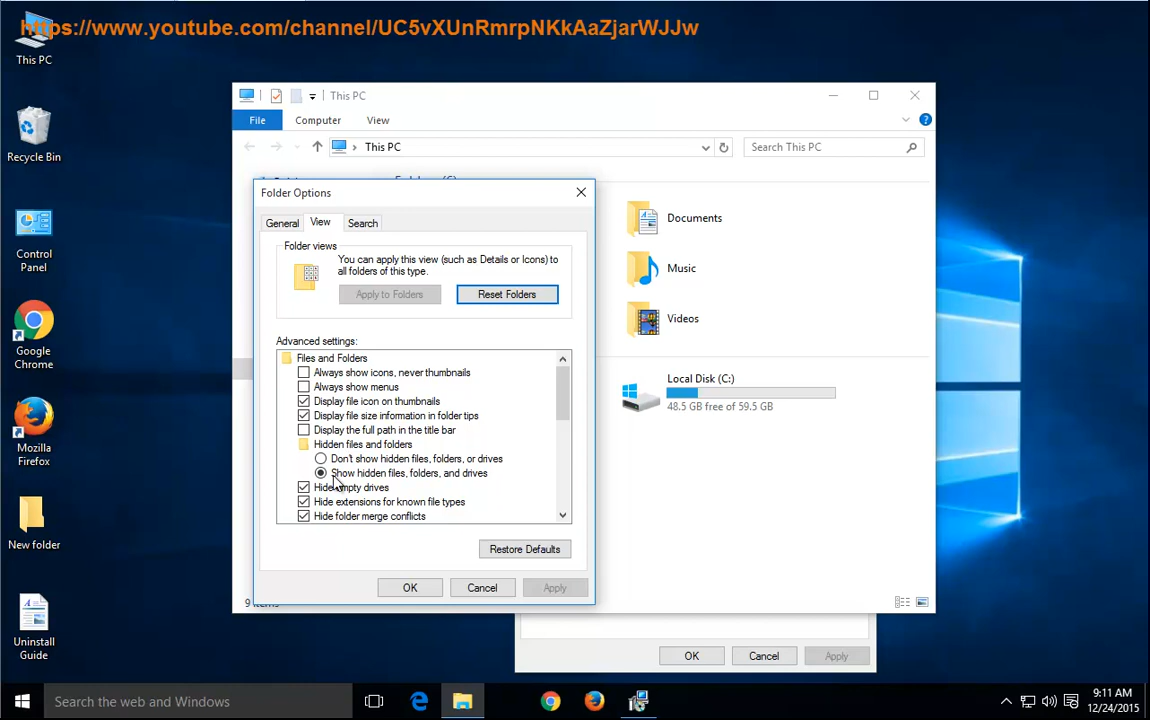 https://www.youtube.com/channel/UC5vXUnRmrpNKkAaZjarWJJw
This PC
Recycle Bin
Control
Panel
Google
Chrome
Mozilla
Firefox
New folder
Uninstall
Guide
This PC
File
Computer
View
This PC
Search This PC
Folder Options
General
View
Search
Folder views
You can apply this view (such as Details or Icons) to
all folders of this type.
Apply to Folders
Reset Folders
Advanced settings:
Files and Folders
Always show icons, never thumbnails
Always show menus
Display file icon on thumbnails
Display file size information in folder tips
Display the full path in the title bar
Hidden files and folders
Don't show hidden files, folders, or drives
Show hidden files, folders, and drives
Hide empty drives
Hide extensions for known file types
Hide folder merge conflicts
Restore Defaults
OK
Cancel
Apply
Documents
Music
Videos
Local Disk (C:)
48.5 GB free of 59.5 GB
OK
Cancel
Apply
Search the web and Windows
9:11 AM
12/24/2015